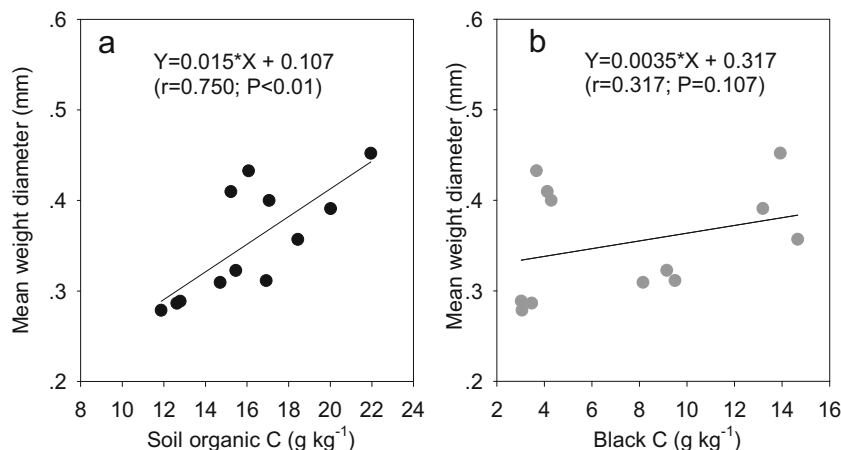 a
Y=0.015*X + 0.107
(r=0.750; P<0.01)
Mean weight diameter (mm)
.6
.5
.4
.3
.2
8 10 12 14 16 18 20 22 24
Soil organic C (g kg⁻¹)
b
Y=0.0035*X + 0.317
(r=0.317; P=0.107)
Mean weight diameter (mm)
.6
.5
.4
.3
.2
2 4 6 8 10 12 14 16
Black C (g kg⁻¹)